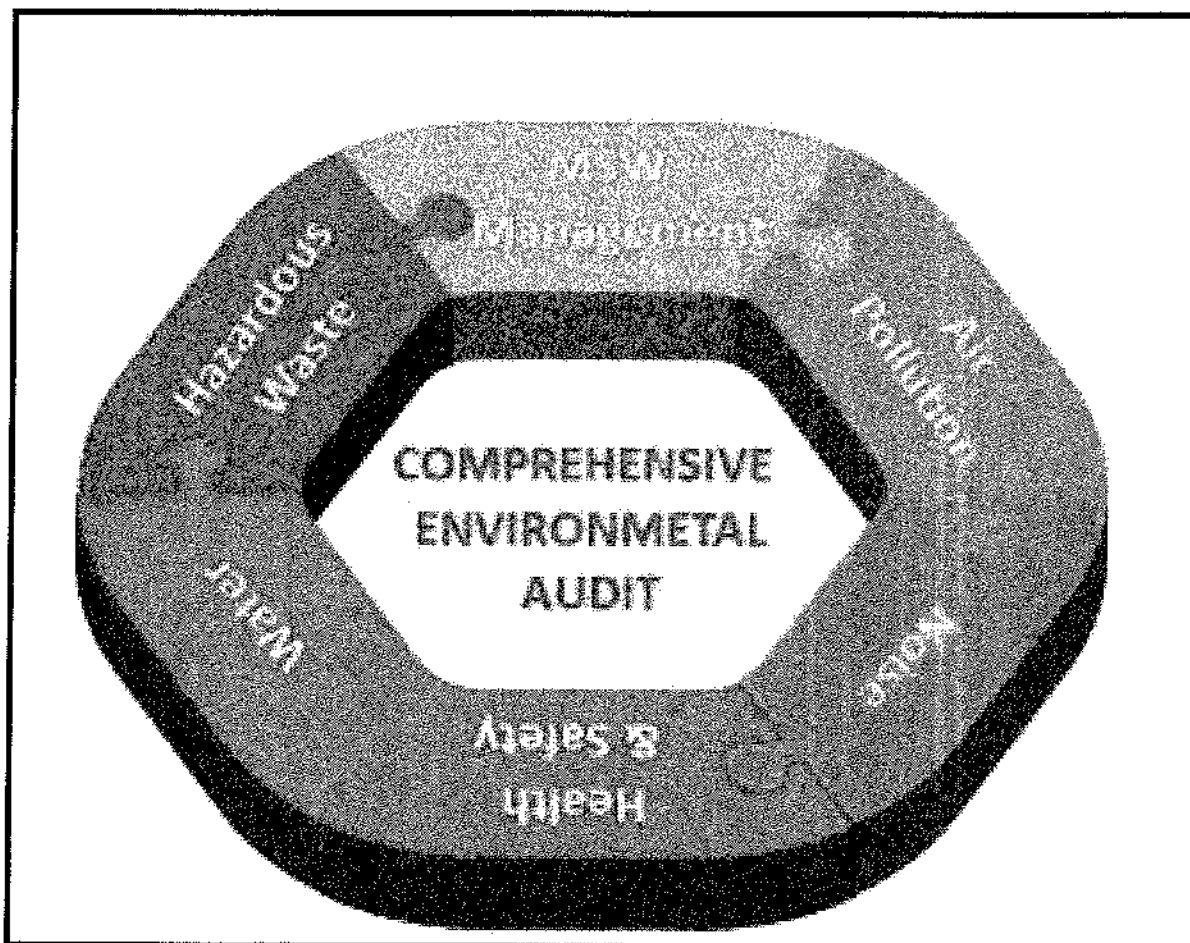 MSW
Management
Air
Pollution
Noise
Health
& Safety
Water
Hazardous
Waste
COMPREHENSIVE
ENVIRONMETAL
AUDIT